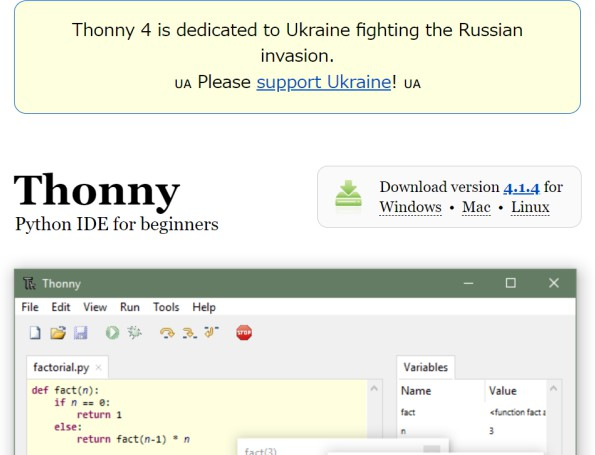 Thonny 4 is dedicated to Ukraine fighting the Russian
invasion.
UA Please support Ukraine! UA
Thonny
Python IDE for beginners
Download version 4.1.4 for
Windows • Mac • Linux
Thonny
File Edit View Run Tools Help
STOP
factorial.py
Variables
def fact(n):
if n == 0:
return 1
else:
return fact(n-1) * n
Name Value
fact <function fact a
n 3
fact(3)